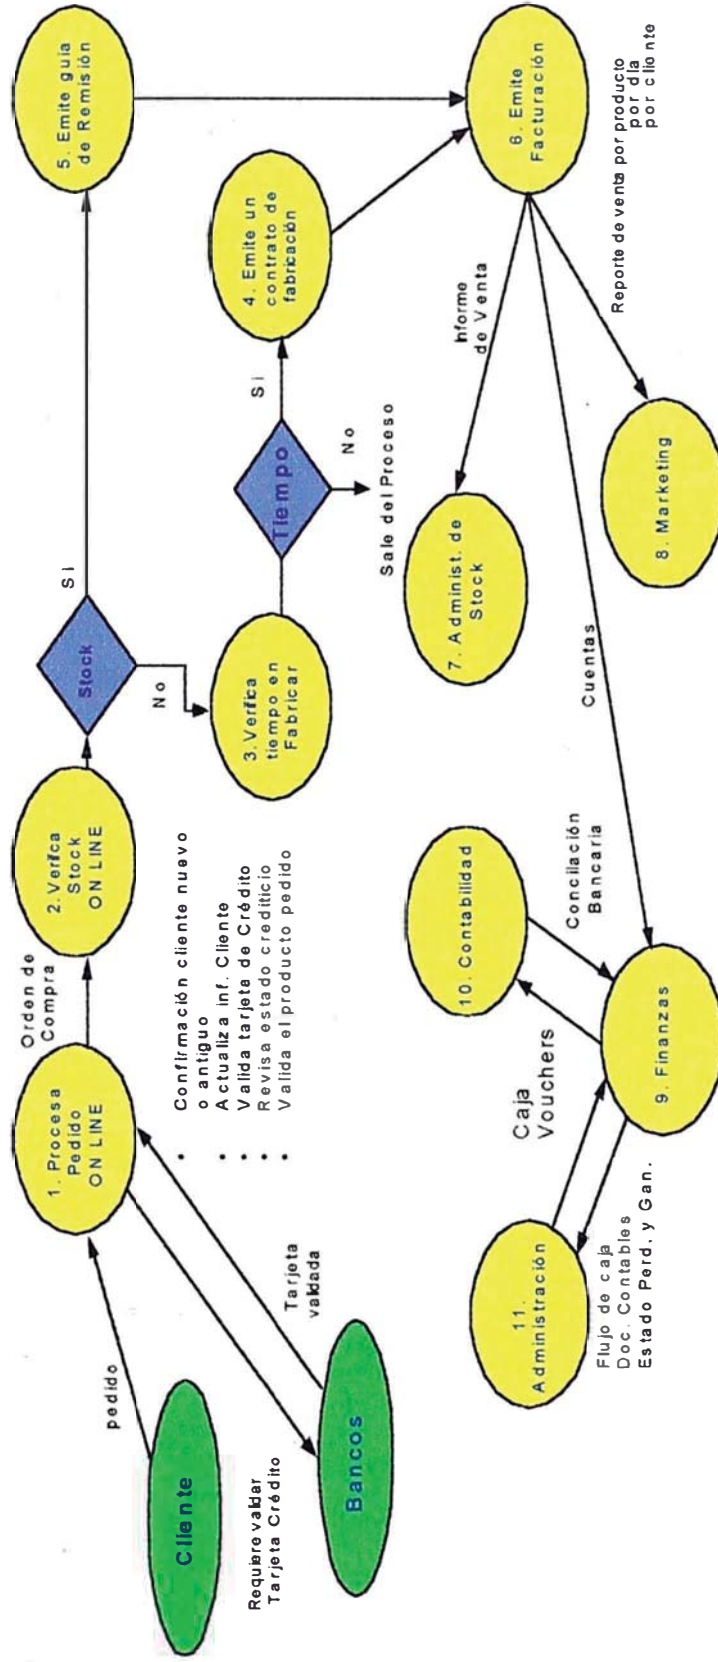 Cliente
pedido
Requiere validar
Tarjeta Crédito
Bancos
Tarjeta
validada
1. Procesa
Pedido
ON LINE
Orden de
Compra
• Confirmación cliente nuevo
o antiguo
• Actualiza inf. Cliente
• Valida tarjeta de Crédito
• Revisa estado crediticio
• Valida el producto pedido
2. Verifica
Stock
ON LINE
Stock
Si
No
3. Verifica
tiempo en
Fabricar
Tiempo
Si
No
Sale del Proceso
4. Emite un
contrato de
fabricación
5. Emite guia
de Remisión
6. Emite
Facturación
Informe
de Venta
Reporte de venta por producto
por día
por cliente
7. Administ. de
Stock
8. Marketing
Cuentas
10. Contabilidad
Concilación
Bancaria
9. Finanzas
Caja
Vouchers
11.
Administración
Flujo de caja
Doc. Contables
Estado Perd. y Gan.